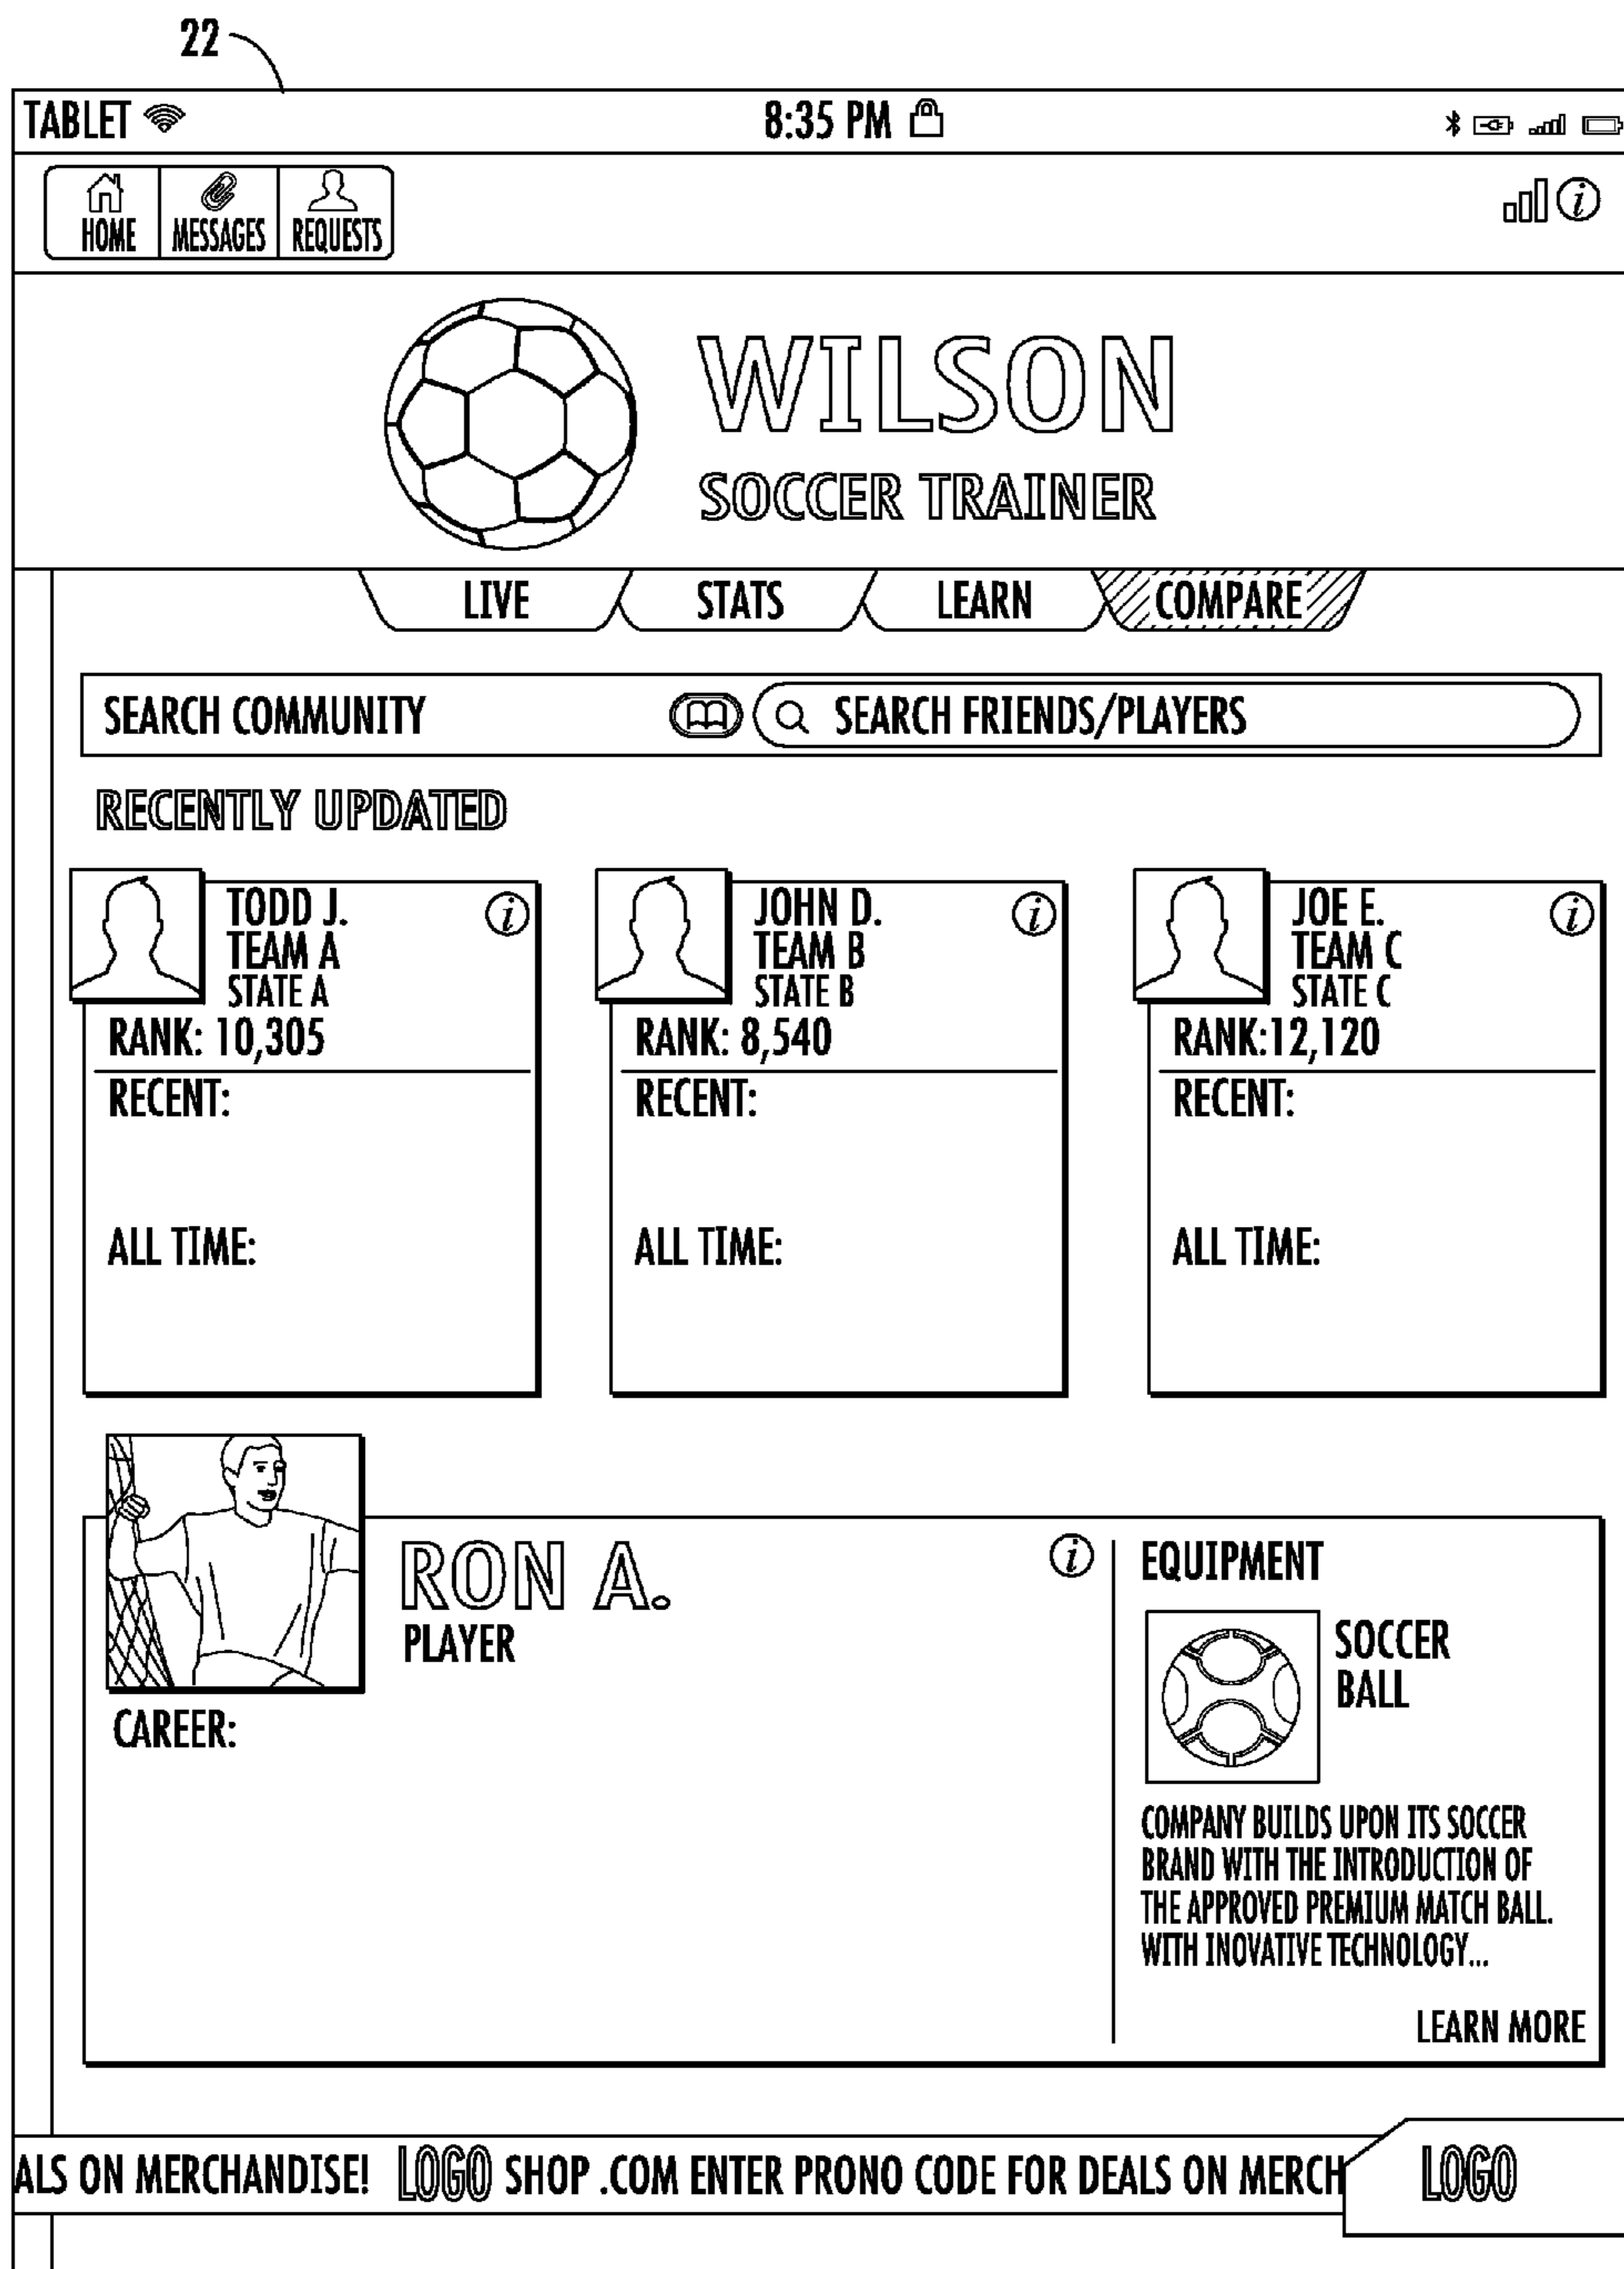 22
TABLET 8:35 PM
HOME MESSAGES REQUESTS
WILSON
SOCCER TRAINER
LIVE STATS LEARN COMPARE
SEARCH COMMUNITY SEARCH FRIENDS/PLAYERS
RECENTLY UPDATED
TODD J.
TEAM A
STATE A
RANK: 10,305
RECENT:
ALL TIME:
JOHN D.
TEAM B
STATE B
RANK: 8,540
RECENT:
ALL TIME:
JOE E.
TEAM C
STATE C
RANK:12,120
RECENT:
ALL TIME:
RON A.
PLAYER
CAREER:
EQUIPMENT
SOCCER
BALL
COMPANY BUILDS UPON ITS SOCCER
BRAND WITH THE INTRODUCTION OF
THE APPROVED PREMIUM MATCH BALL.
WITH INOVATIVE TECHNOLOGY...
LEARN MORE
ALS ON MERCHANDISE! LOGO SHOP .COM ENTER PRONO CODE FOR DEALS ON MERCH LOGO